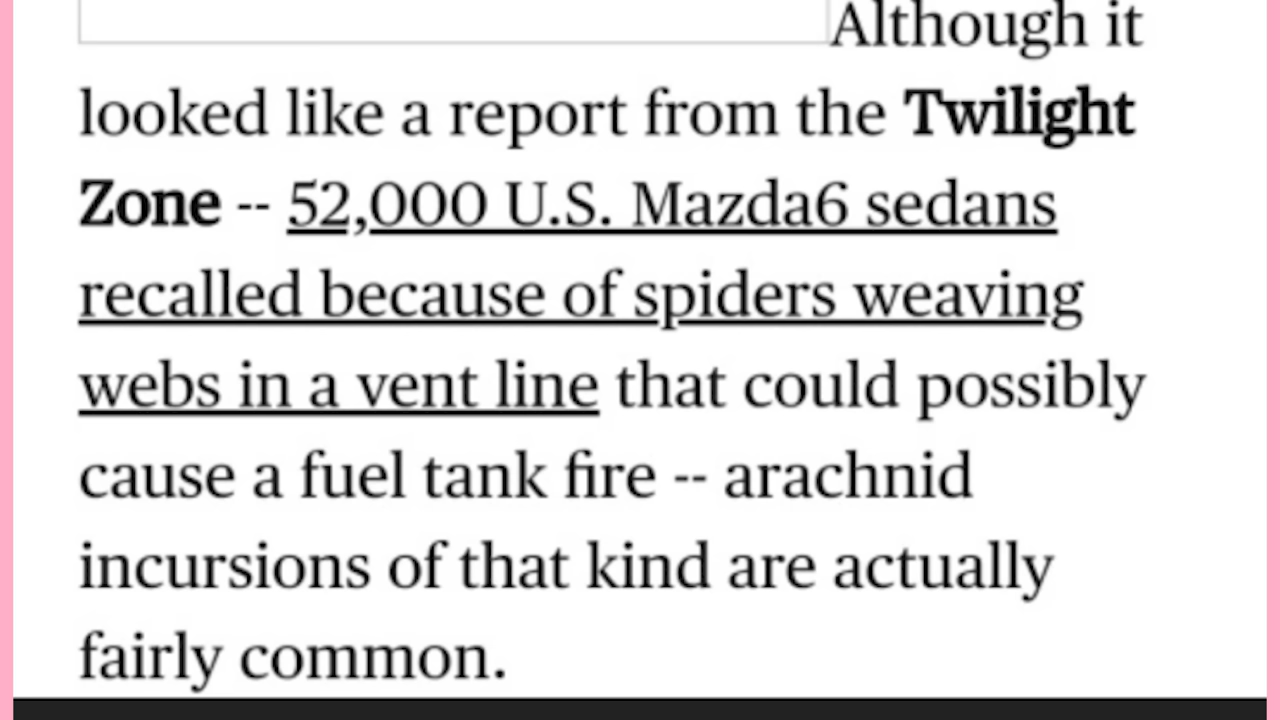 Although it
looked like a report from the Twilight
Zone -- 52,000 U.S. Mazda6 sedans
recalled because of spiders weaving
webs in a vent line that could possibly
cause a fuel tank fire -- arachnid
incursions of that kind are actually
fairly common.